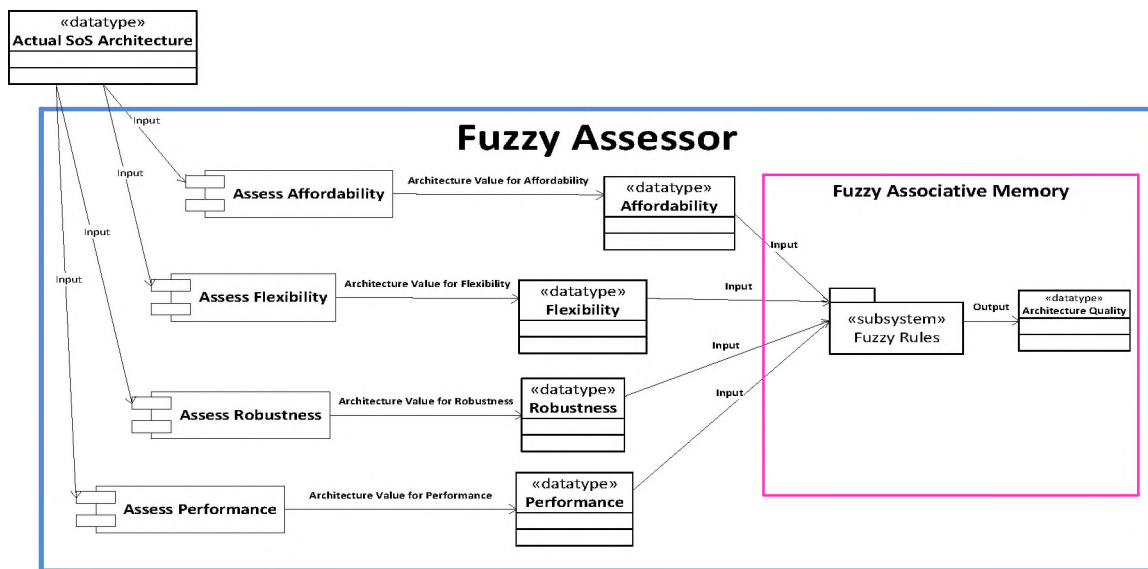 «datatype»
Actual SoS Architecture
Fuzzy Assessor
Input
Input
Input
Input
Assess Affordability
Architecture Value for Affordability
«datatype»
Affordability
Input
Fuzzy Associative Memory
Assess Flexibility
Architecture Value for Flexibility
«datatype»
Flexibility
Input
«subsystem»
Fuzzy Rules
Output
«datatype»
Architecture Quality
Assess Robustness
Architecture Value for Robustness
«datatype»
Robustness
Input
Assess Performance
Architecture Value for Performance
«datatype»
Performance
Input